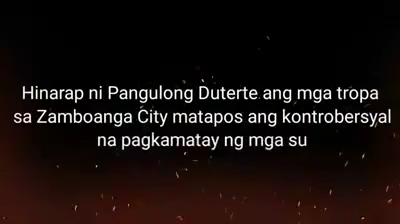 Hinarap ni Pangulong Duterte ang mga tropa
sa Zamboanga City matapos ang kontrobersyal
na pagkamatay ng mga su